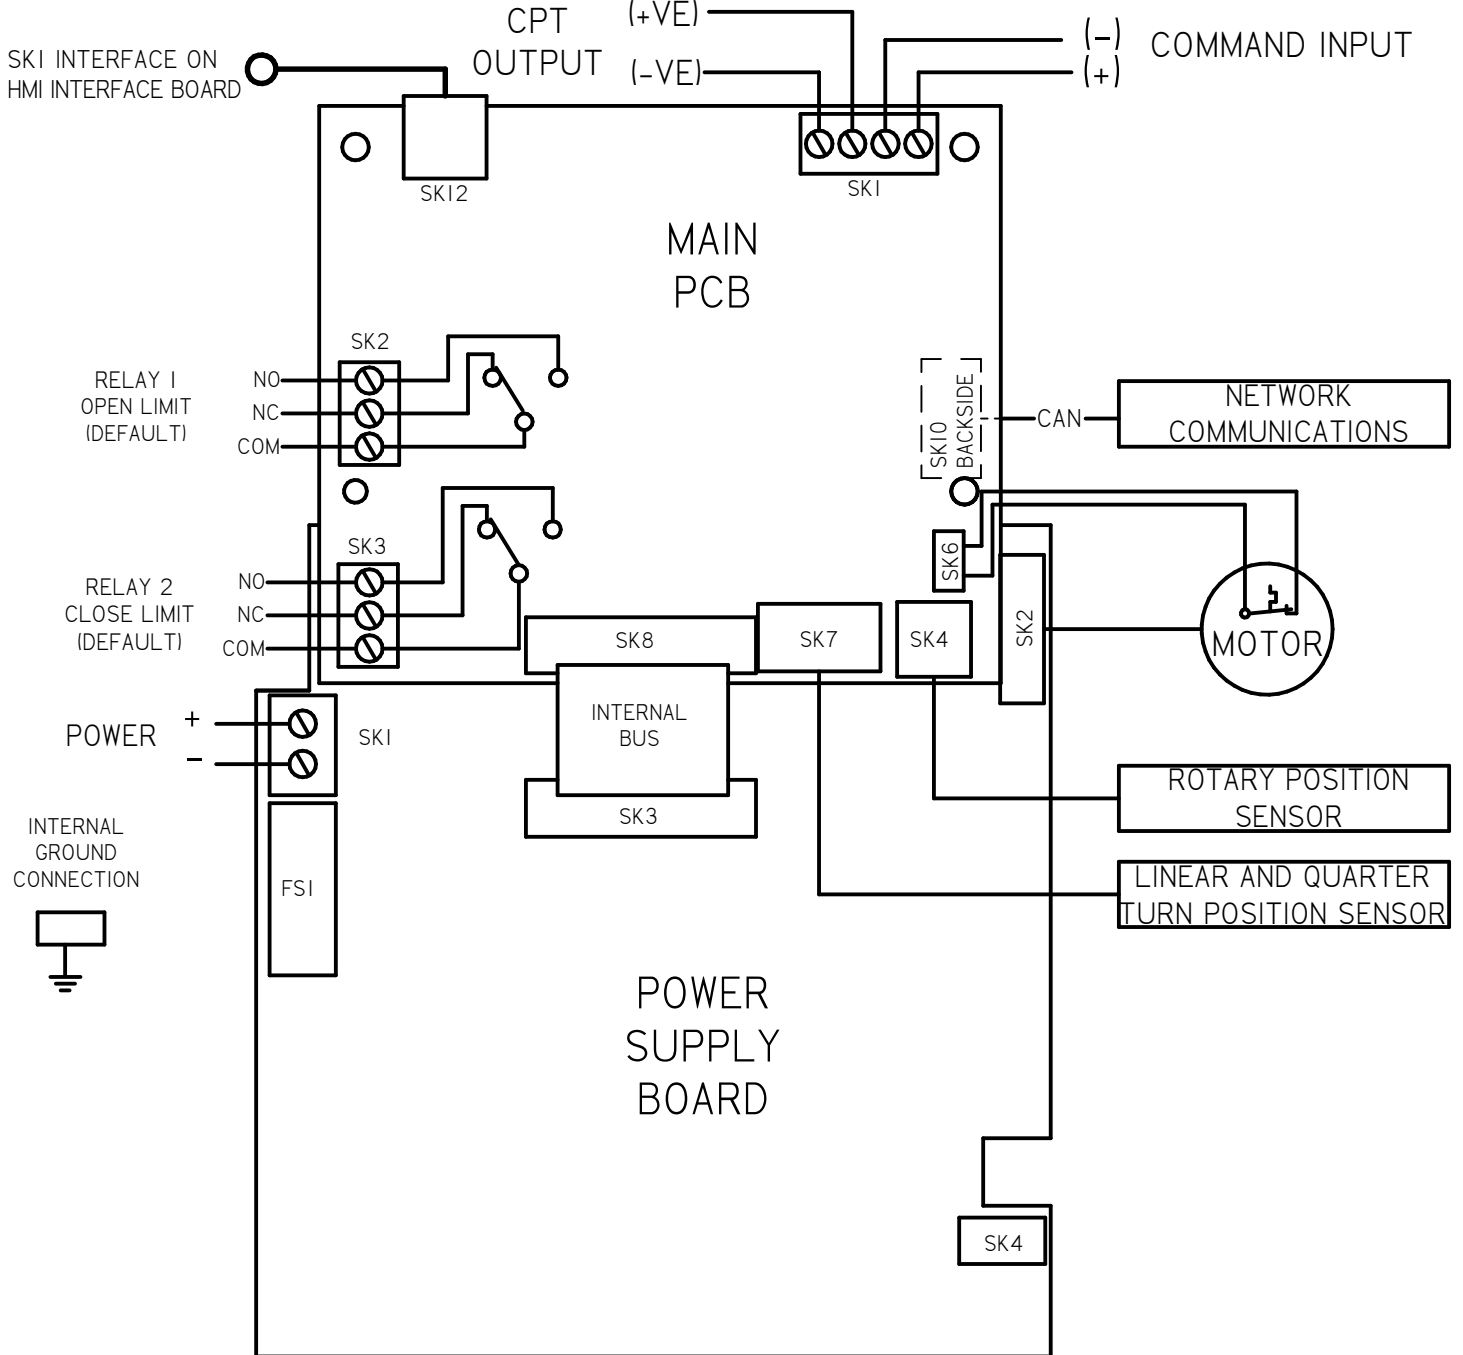 CPT
OUTPUT
(+VE)
(-VE)
(-)
(+)
COMMAND INPUT
SK1 INTERFACE ON
HMI INTERFACE BOARD
SK12
SK1
MAIN
PCB
SK2
RELAY 1
OPEN LIMIT
(DEFAULT)
NO
NC
COM
SK10
BACKSIDE
CAN
NETWORK
COMMUNICATIONS
SK3
RELAY 2
CLOSE LIMIT
(DEFAULT)
NO
NC
COM
SK6
SK2
MOTOR
SK8
SK7
SK4
INTERNAL
BUS
SK3
POWER
+
-
SK1
ROTARY POSITION
SENSOR
INTERNAL
GROUND
CONNECTION
FS1
LINEAR AND QUARTER
TURN POSITION SENSOR
POWER
SUPPLY
BOARD
SK4